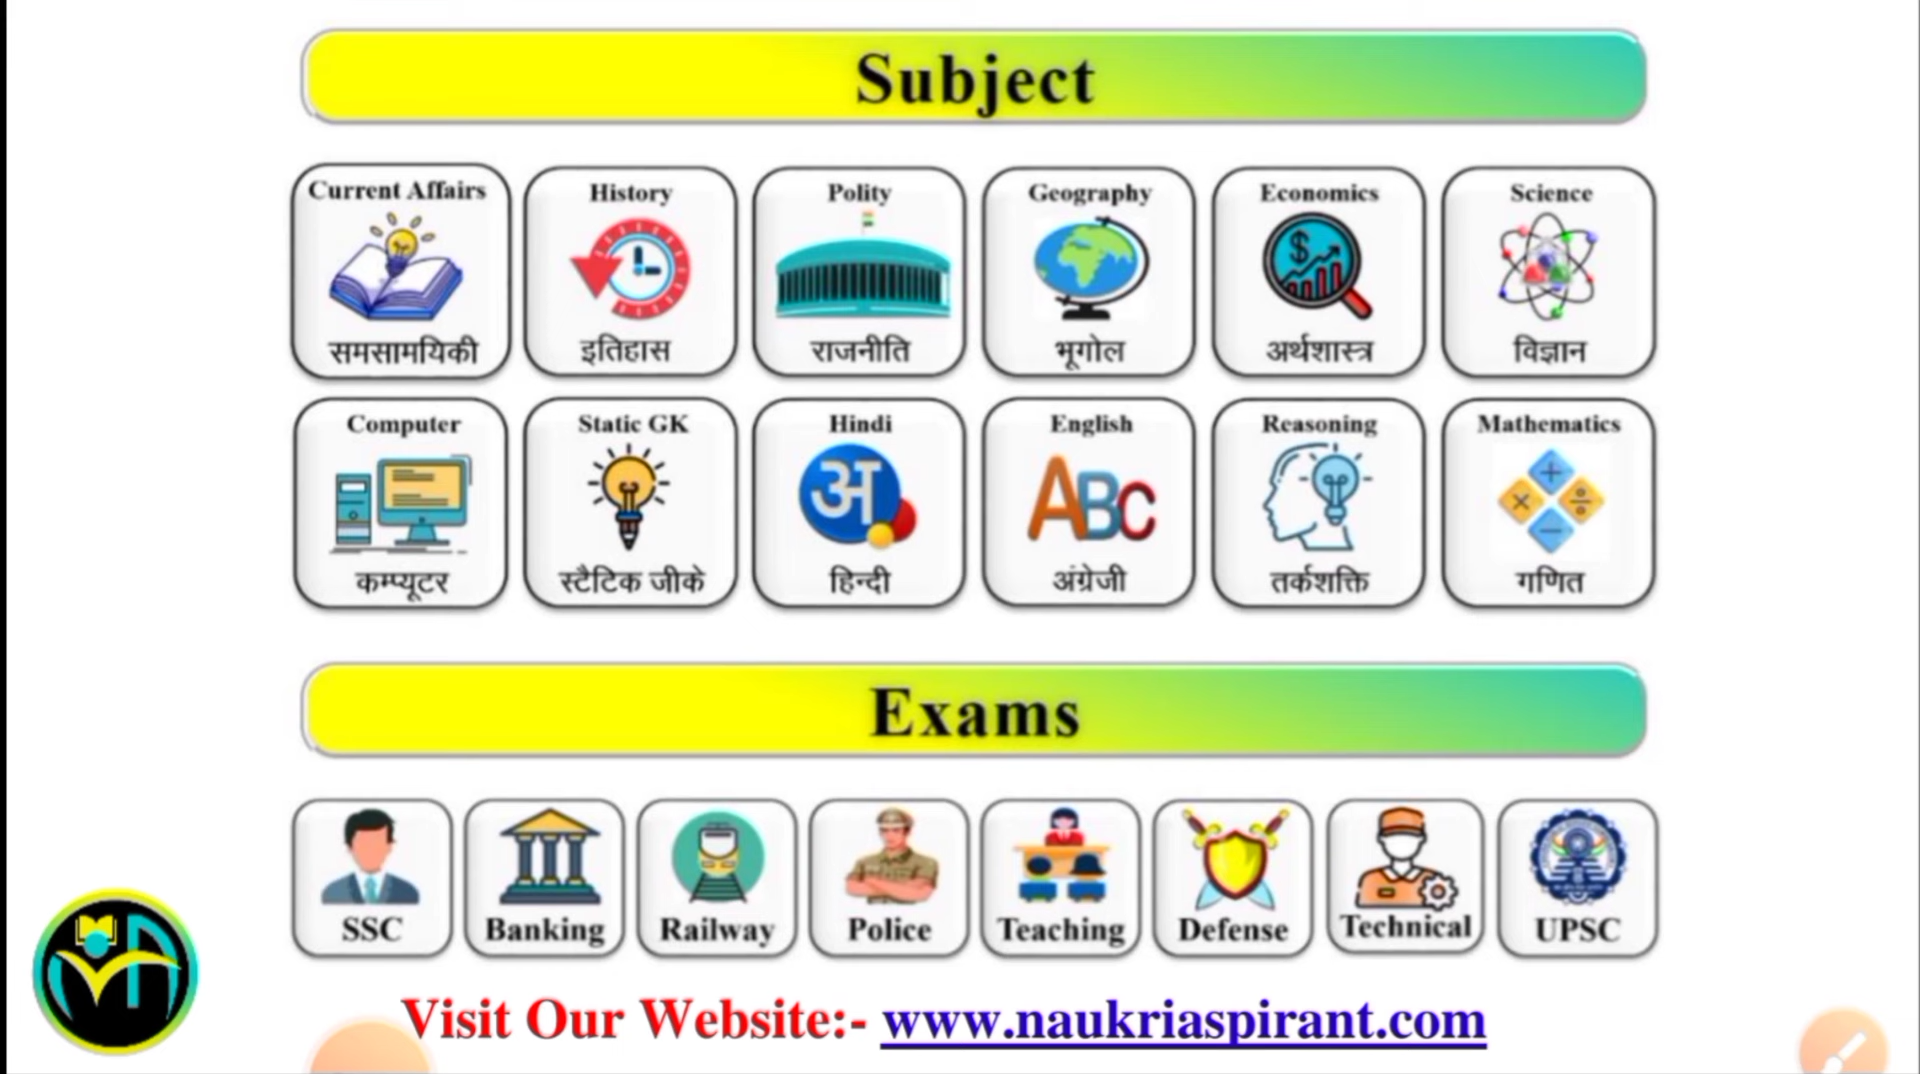 Subject
Current Affairs History Polity Geography Economics Science
समसामयिकी इतिहास राजनीति भूगोल अर्थशास्त्र विज्ञान
Computer Static GK Hindi English Reasoning Mathematics
अ ABC
कम्प्यूटर स्टैटिक जीके हिन्दी अंग्रेजी तर्कशक्ति गणित
Exams
SSC Banking Railway Police Teaching Defense Technical UPSC
Visit Our Website:- www.naukriaspirant.com